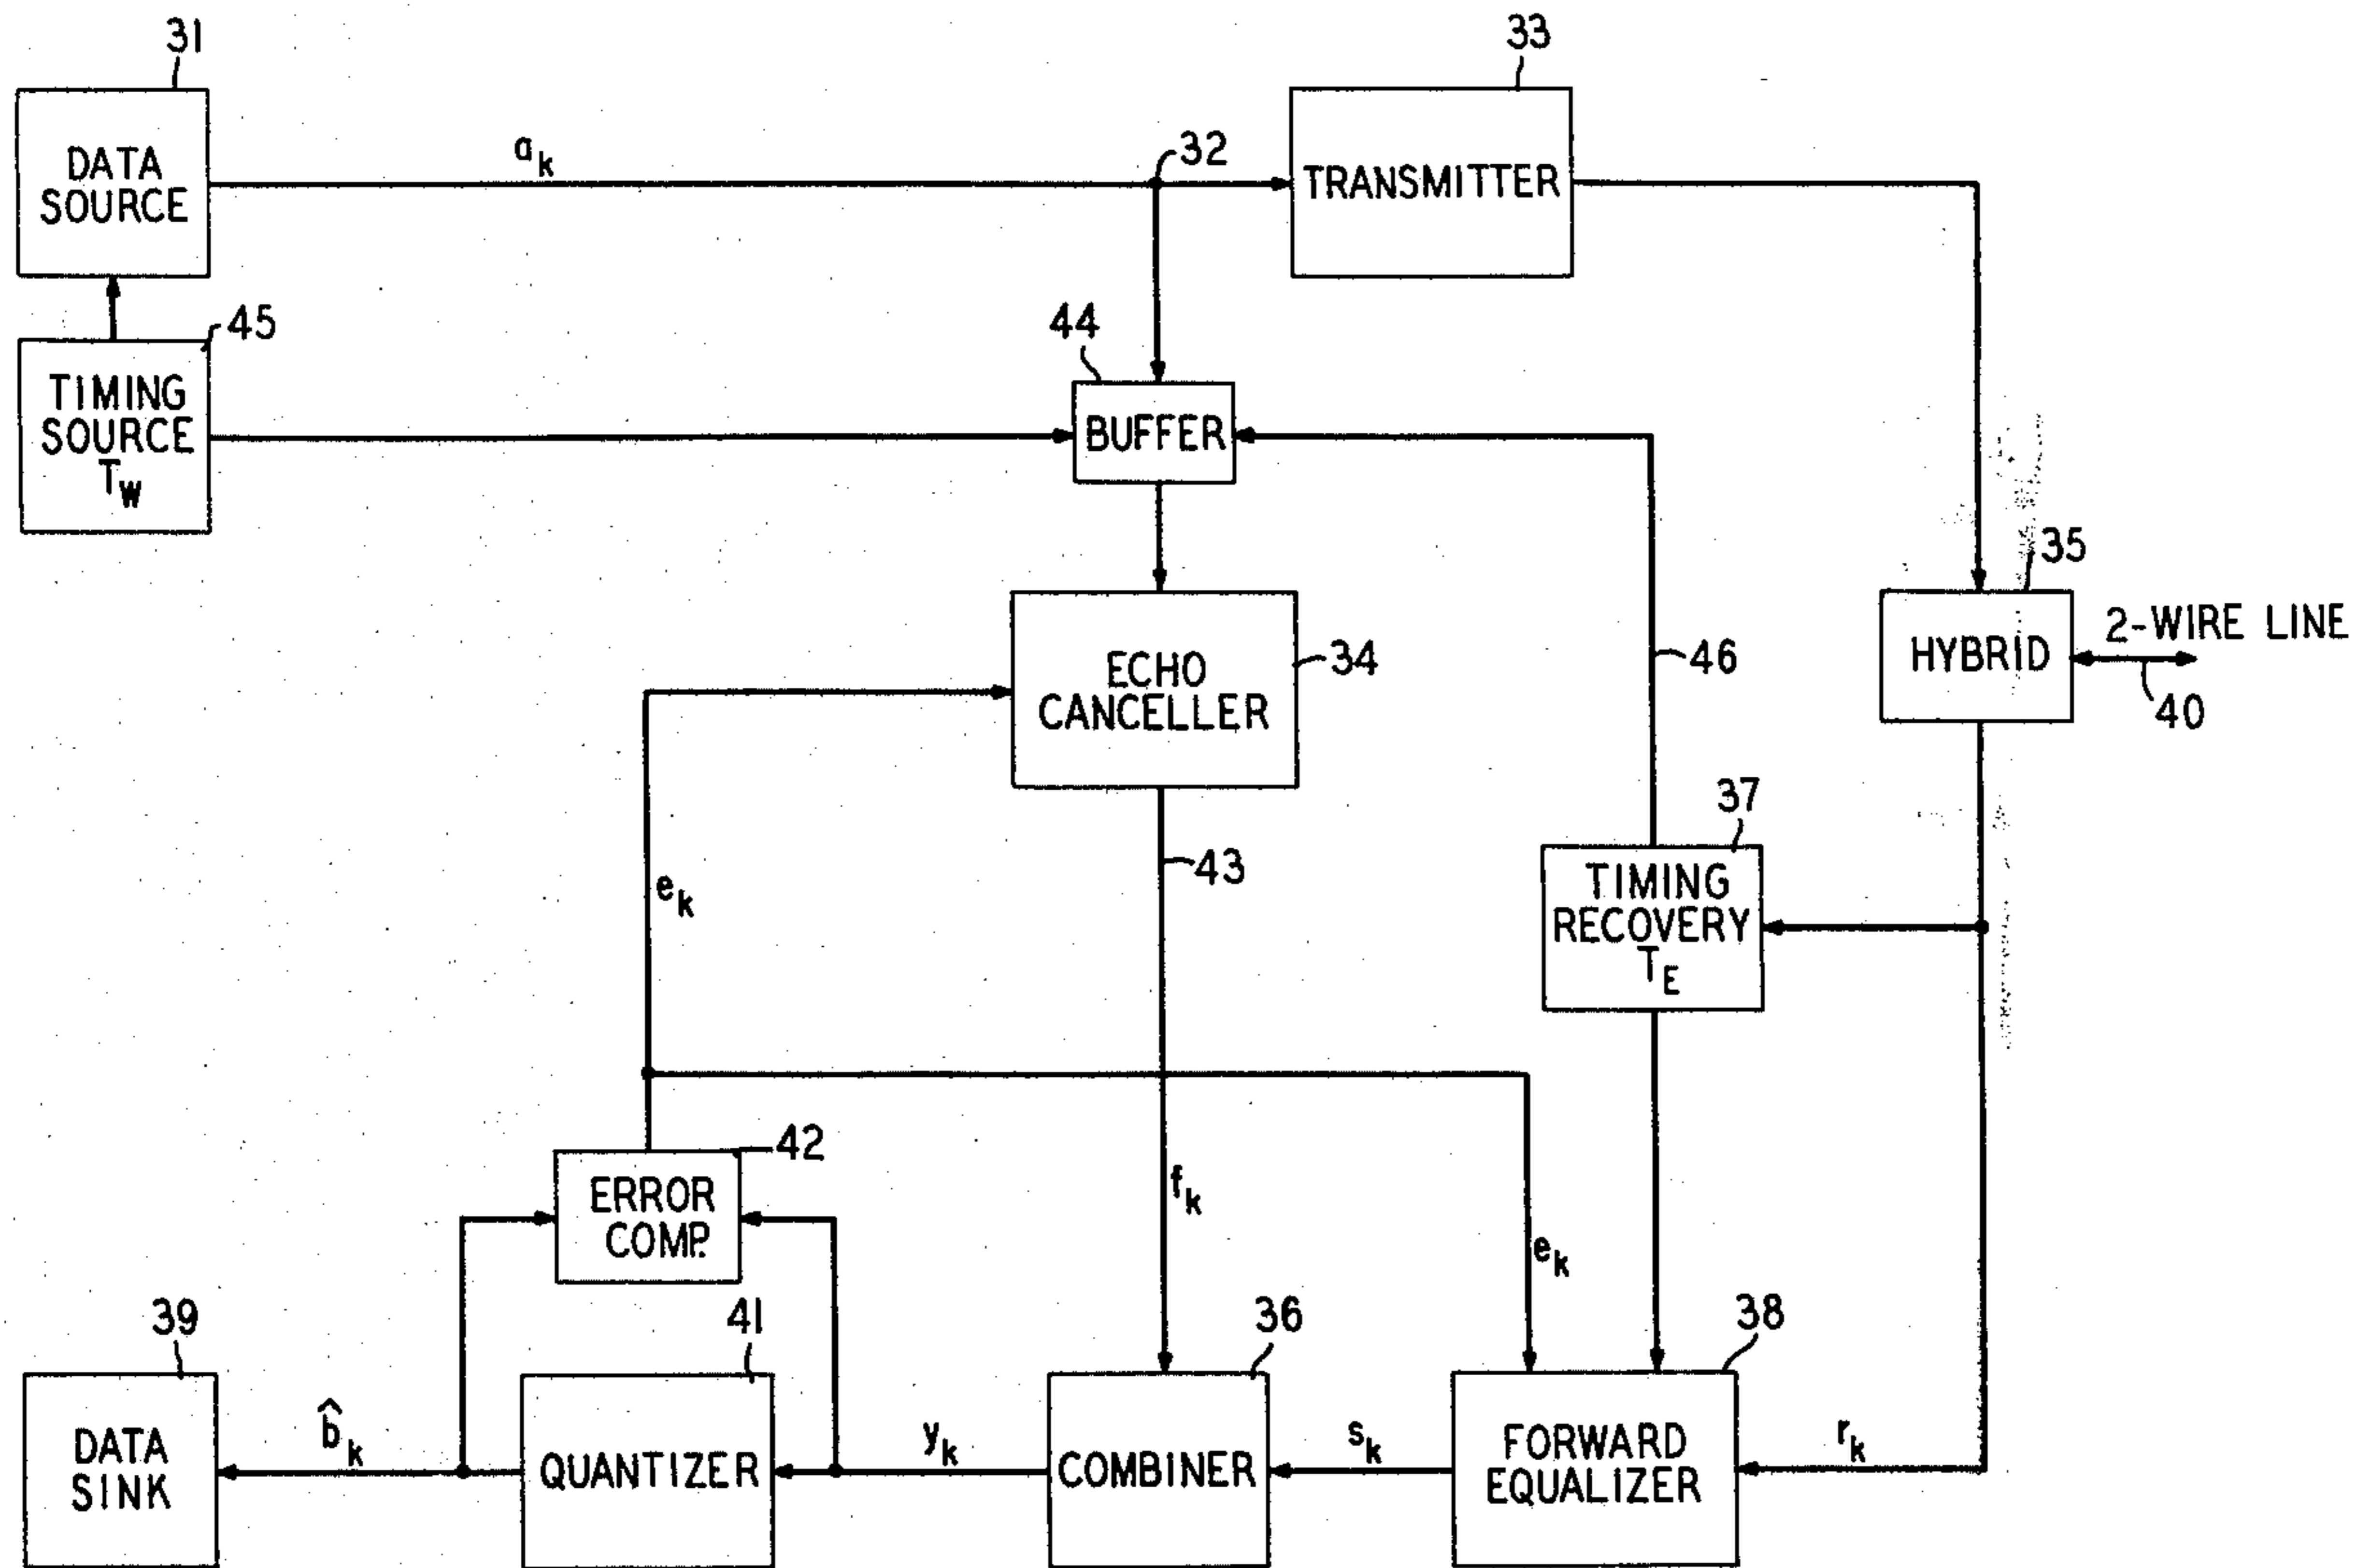 31
33
DATA
SOURCE
a_k
32
TRANSMITTER
45
44
TIMING
SOURCE
T_W
BUFFER
35
2-WIRE LINE
HYBRID
40
ECHO
CANCELLER
34
46
37
43
TIMING
RECOVERY
T_E
e_k
42
ERROR
COMP.
f_k
e_k
39
41
36
38
DATA
SINK
b̂_k
QUANTIZER
y_k
COMBINER
s_k
FORWARD
EQUALIZER
r_k